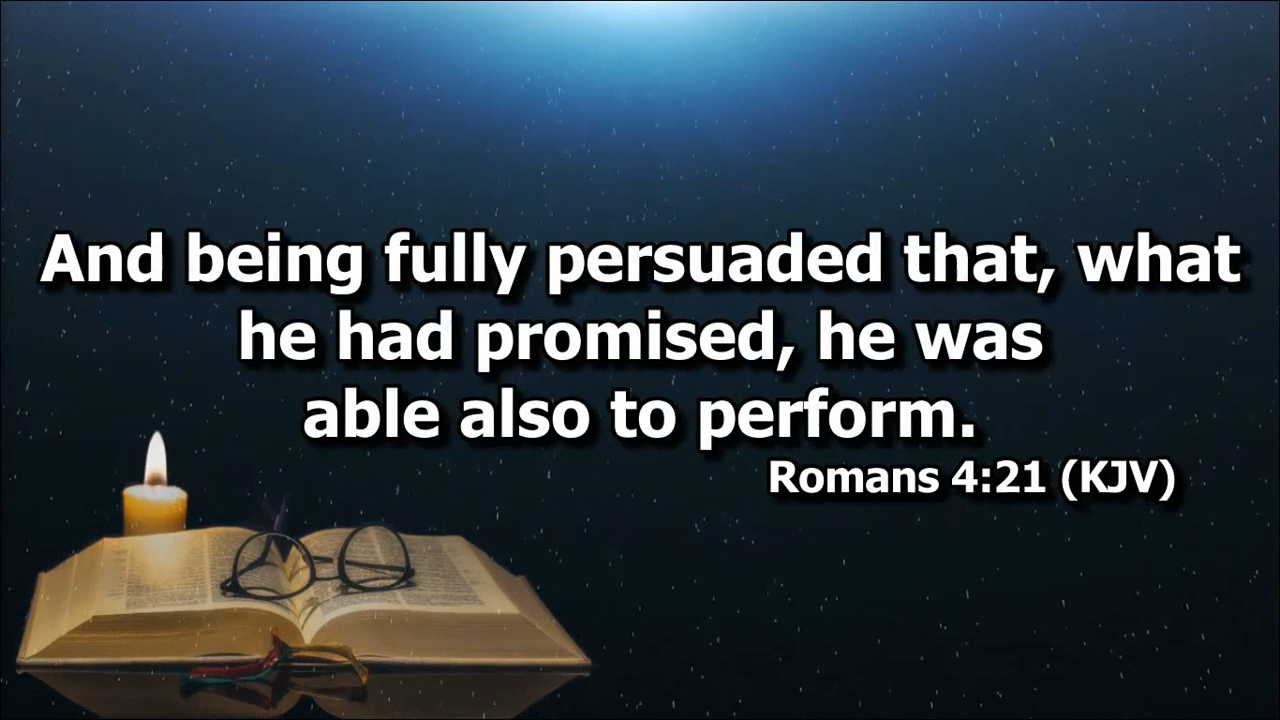 And being fully persuaded that, what
he had promised, he was
able also to perform.
Romans 4:21 (KJV)